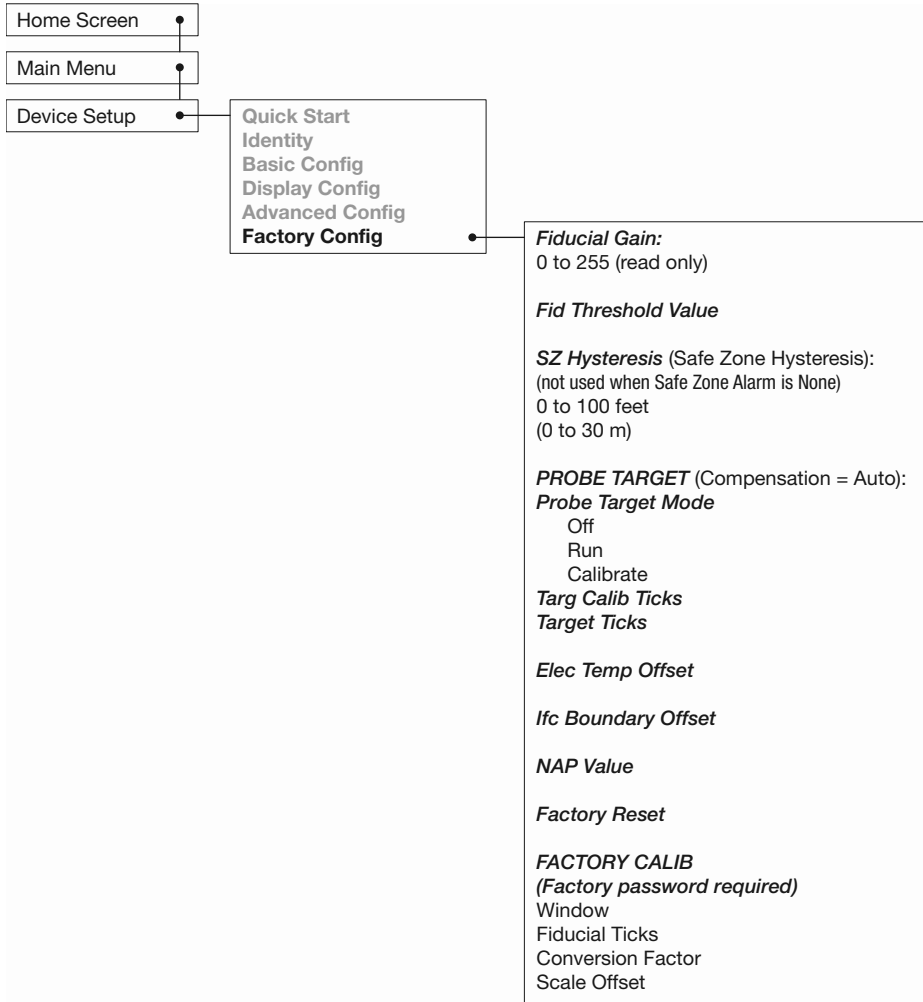 Home Screen
Main Menu
Device Setup
Quick Start
Identity
Basic Config
Display Config
Advanced Config
Factory Config
Fiducial Gain:
0 to 255 (read only)
Fid Threshold Value
SZ Hysteresis (Safe Zone Hysteresis):
(not used when Safe Zone Alarm is None)
0 to 100 feet
(0 to 30 m)
PROBE TARGET (Compensation = Auto):
Probe Target Mode
Off
Run
Calibrate
Targ Calib Ticks
Target Ticks
Elec Temp Offset
Ifc Boundary Offset
NAP Value
Factory Reset
FACTORY CALIB
(Factory password required)
Window
Fiducial Ticks
Conversion Factor
Scale Offset